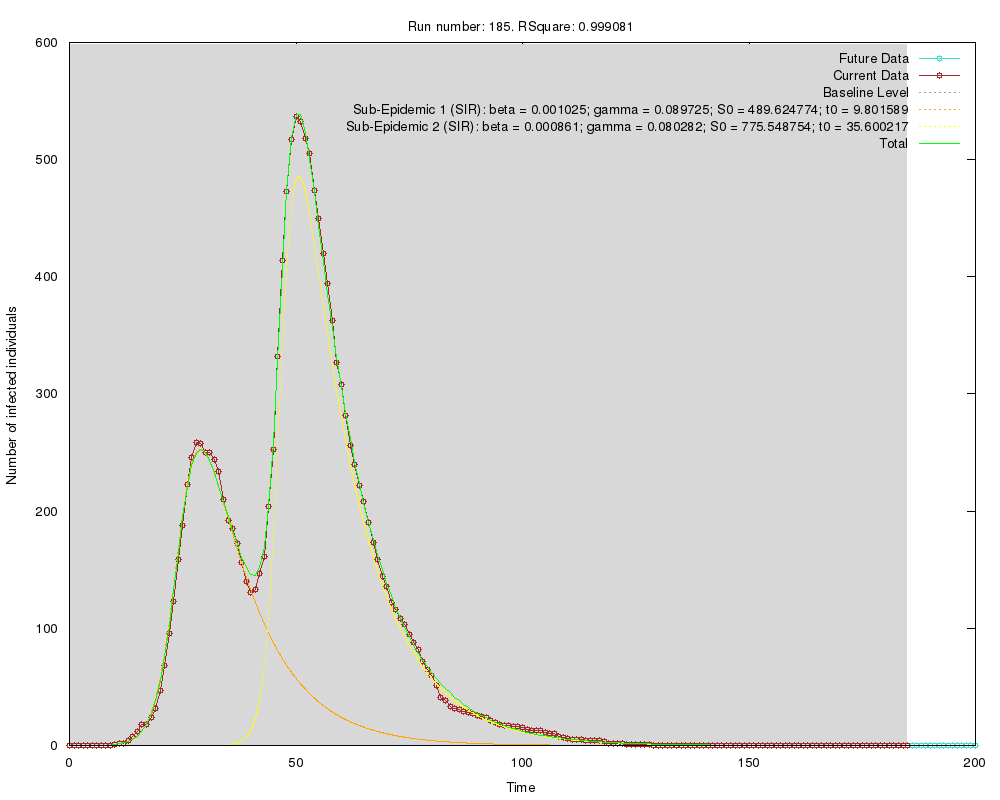 Run number: 185. RSquare: 0.999081
600
500
400
300
200
100
0
Number of infected individuals
Future Data
Current Data
Baseline Level
Sub-Epidemic 1 (SIR): beta = 0.001025; gamma = 0.089725; S0 = 489.624774; t0 = 9.801589
Sub-Epidemic 2 (SIR): beta = 0.000861; gamma = 0.080282; S0 = 775.548754; t0 = 35.600217
Total
0 50 100 150 200
Time